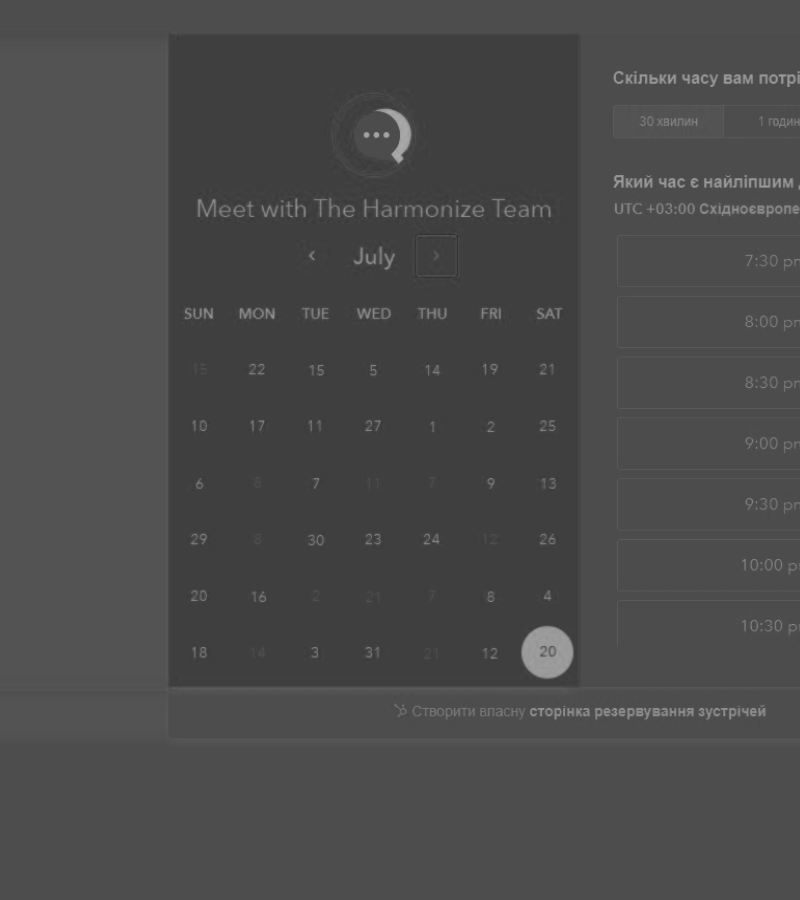 Meet with The Harmonize Team
July
SUN MON TUE WED THU FRI SAT
15 22 15 5 14 19 21
10 17 11 27 1 2 25
6 8 7 11 7 9 13
29 8 30 23 24 12 26
20 16 2 21 7 8 4
18 14 3 31 21 12 20
Скільки часу вам потрі
30 хвилин 1 годин
Який час є найліпшим
UTC +03:00 Східноєвропе
7:30 pm
8:00 pm
8:30 pm
9:00 pm
9:30 pm
10:00 p
10:30 p
Створити власну сторінка резервування зустрічей